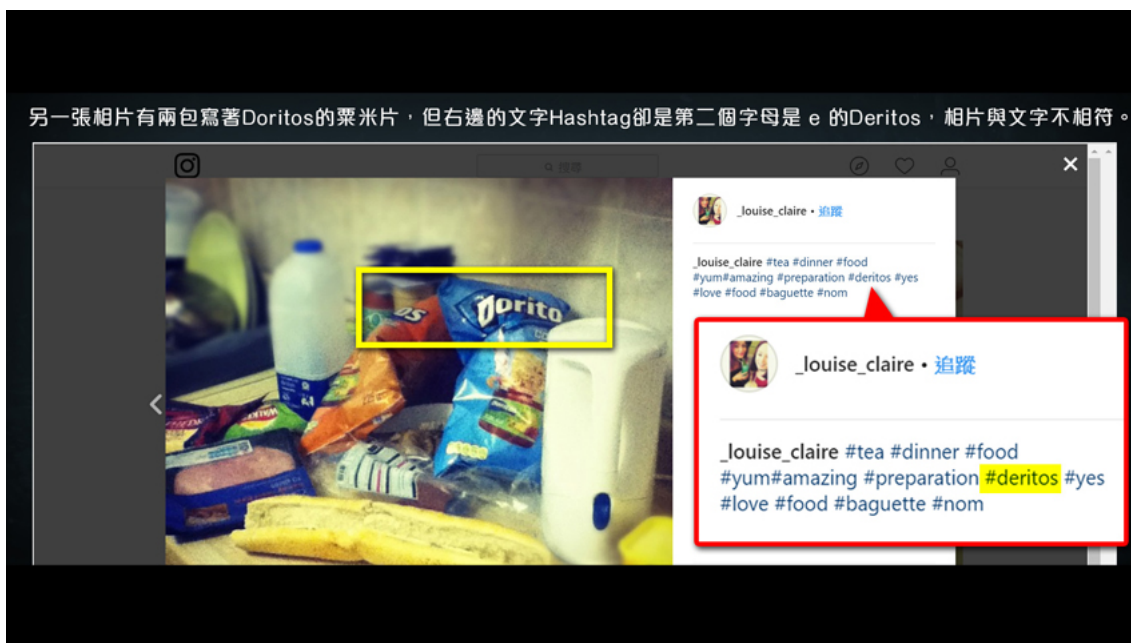 另一張相片有兩包寫著Doritos的粟米片,但右邊的文字Hashtag卻是第二個字母是 e 的Deritos,相片與文字不相符。
搜尋
_louise_claire • 追蹤
_louise_claire #tea #dinner #food
#yum#amazing #preparation #deritos #yes
#love #food #baguette #nom
OS
Dorito
_louise_claire • 追蹤
_louise_claire #tea #dinner #food
#yum#amazing #preparation #deritos #yes
#love #food #baguette #nom